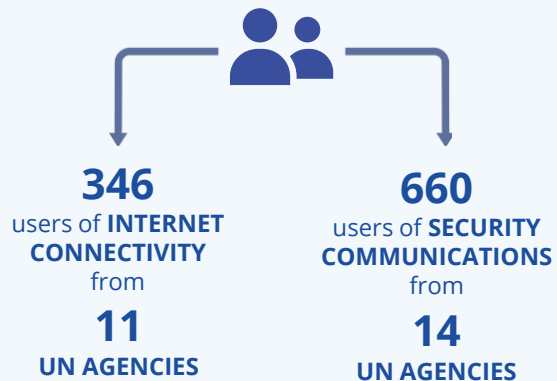 346
users of INTERNET
CONNECTIVITY
from
11
UN AGENCIES
660
users of SECURITY
COMMUNICATIONS
from
14
UN AGENCIES